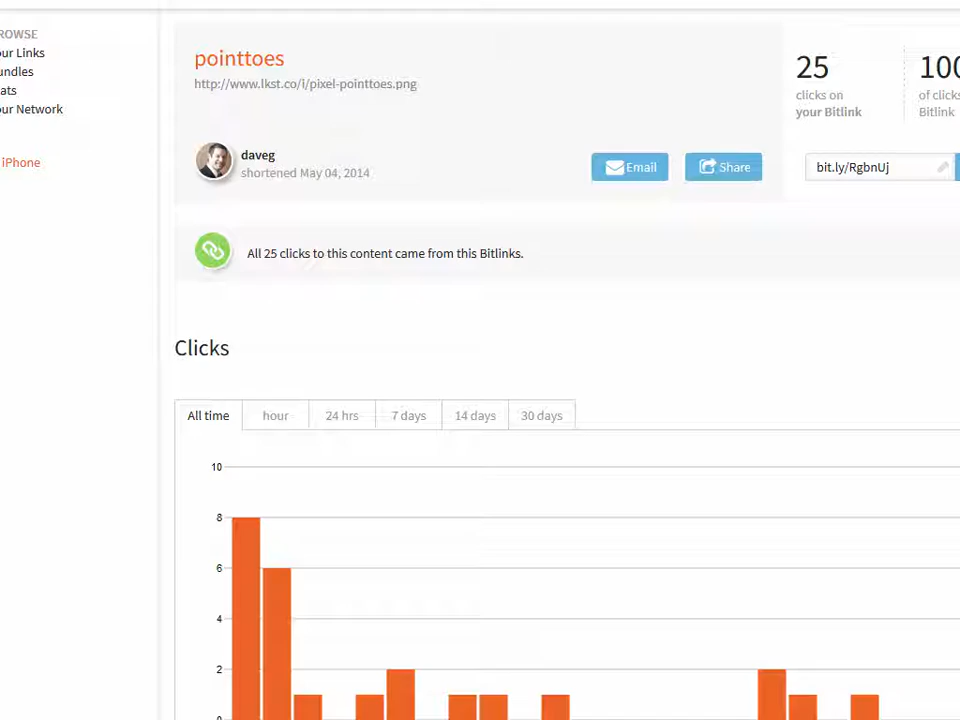 ROWSE
our Links
undles
ats
our Network
iPhone
pointtoes
http://www.lkst.co/i/pixel-pointtoes.png
daveg
shortened May 04, 2014
Email
Share
25
clicks on
your Bitlink
100
of clicks
Bitlink
bit.ly/RgbnUj
All 25 clicks to this content came from this Bitlinks.
Clicks
All time hour 24 hrs 7 days 14 days 30 days
10
8
6
4
2
0